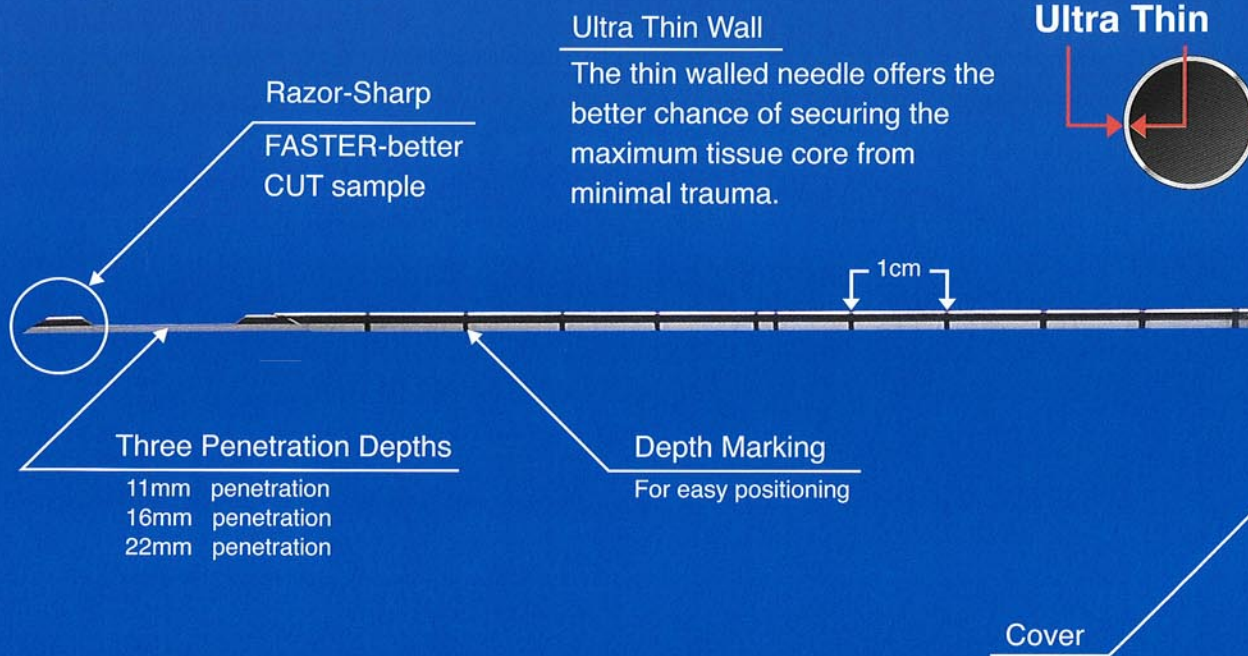 Ultra Thin
Ultra Thin Wall
The thin walled needle offers the
better chance of securing the
maximum tissue core from
minimal trauma.
Razor-Sharp
FASTER-better
CUT sample
1cm
Three Penetration Depths
11mm penetration
16mm penetration
22mm penetration
Depth Marking
For easy positioning
Cover